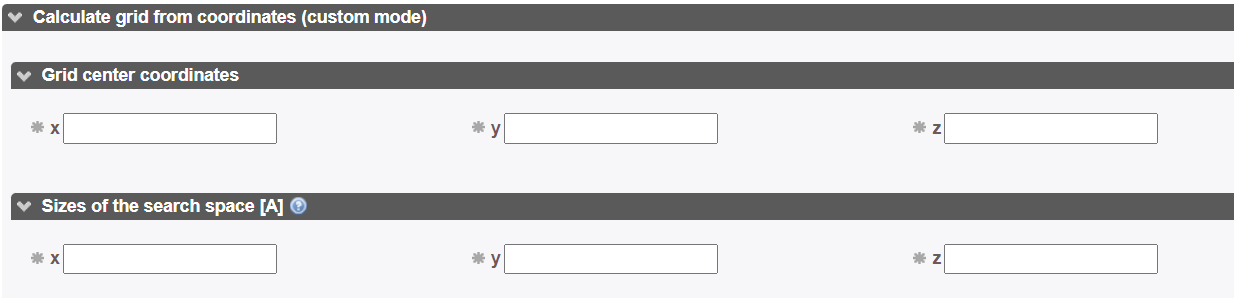 Calculate grid from coordinates (custom mode)
Grid center coordinates
* x * y * z
Sizes of the search space [A] ?
* x * y * z